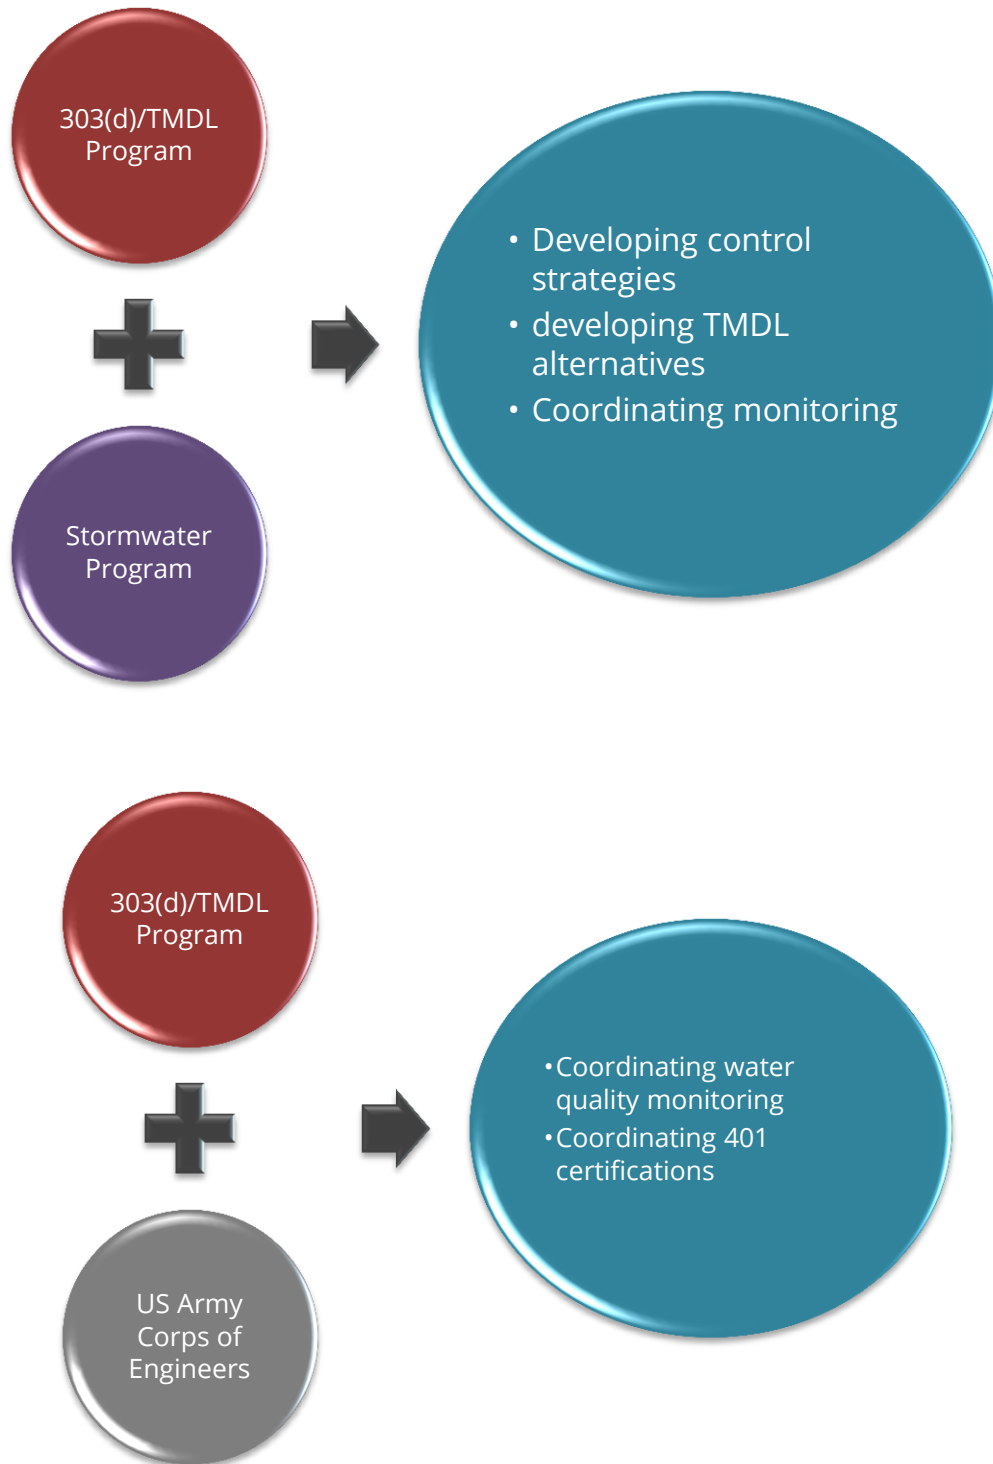 303(d)/TMDL
Program
Stormwater
Program
• Developing control
strategies
• developing TMDL
alternatives
• Coordinating monitoring
303(d)/TMDL
Program
US Army
Corps of
Engineers
•Coordinating water
quality monitoring
•Coordinating 401
certifications